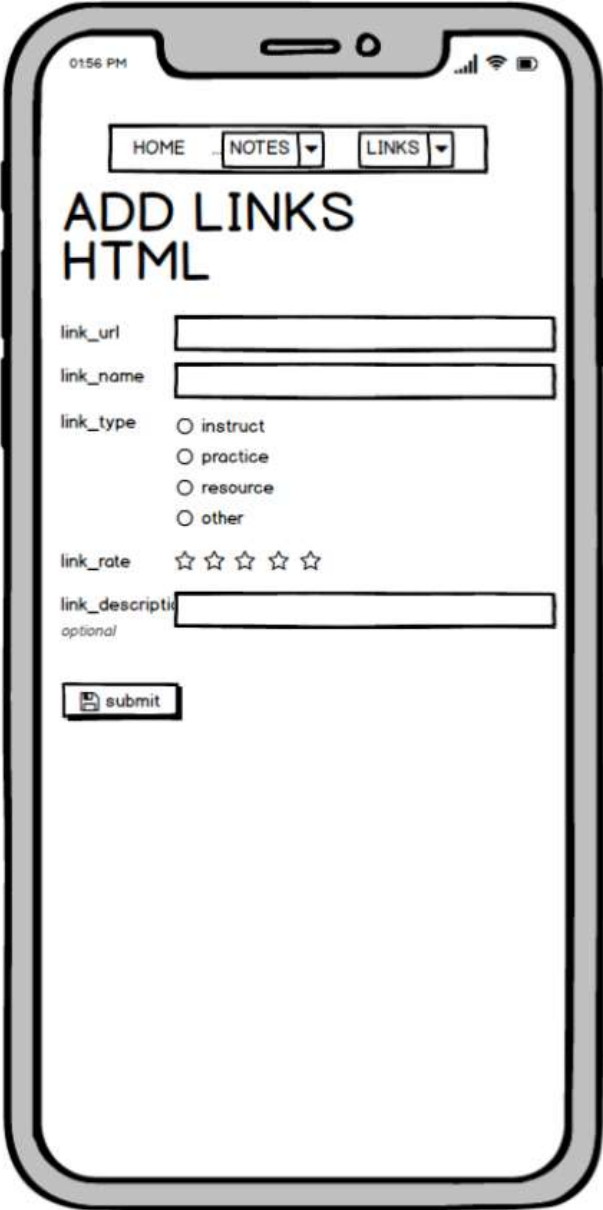 01:56 PM
HOME ... NOTES LINKS
ADD LINKS
HTML
link_url
link_name
link_type
instruct
practice
resource
other
link_rate
link_descripti
optional
submit